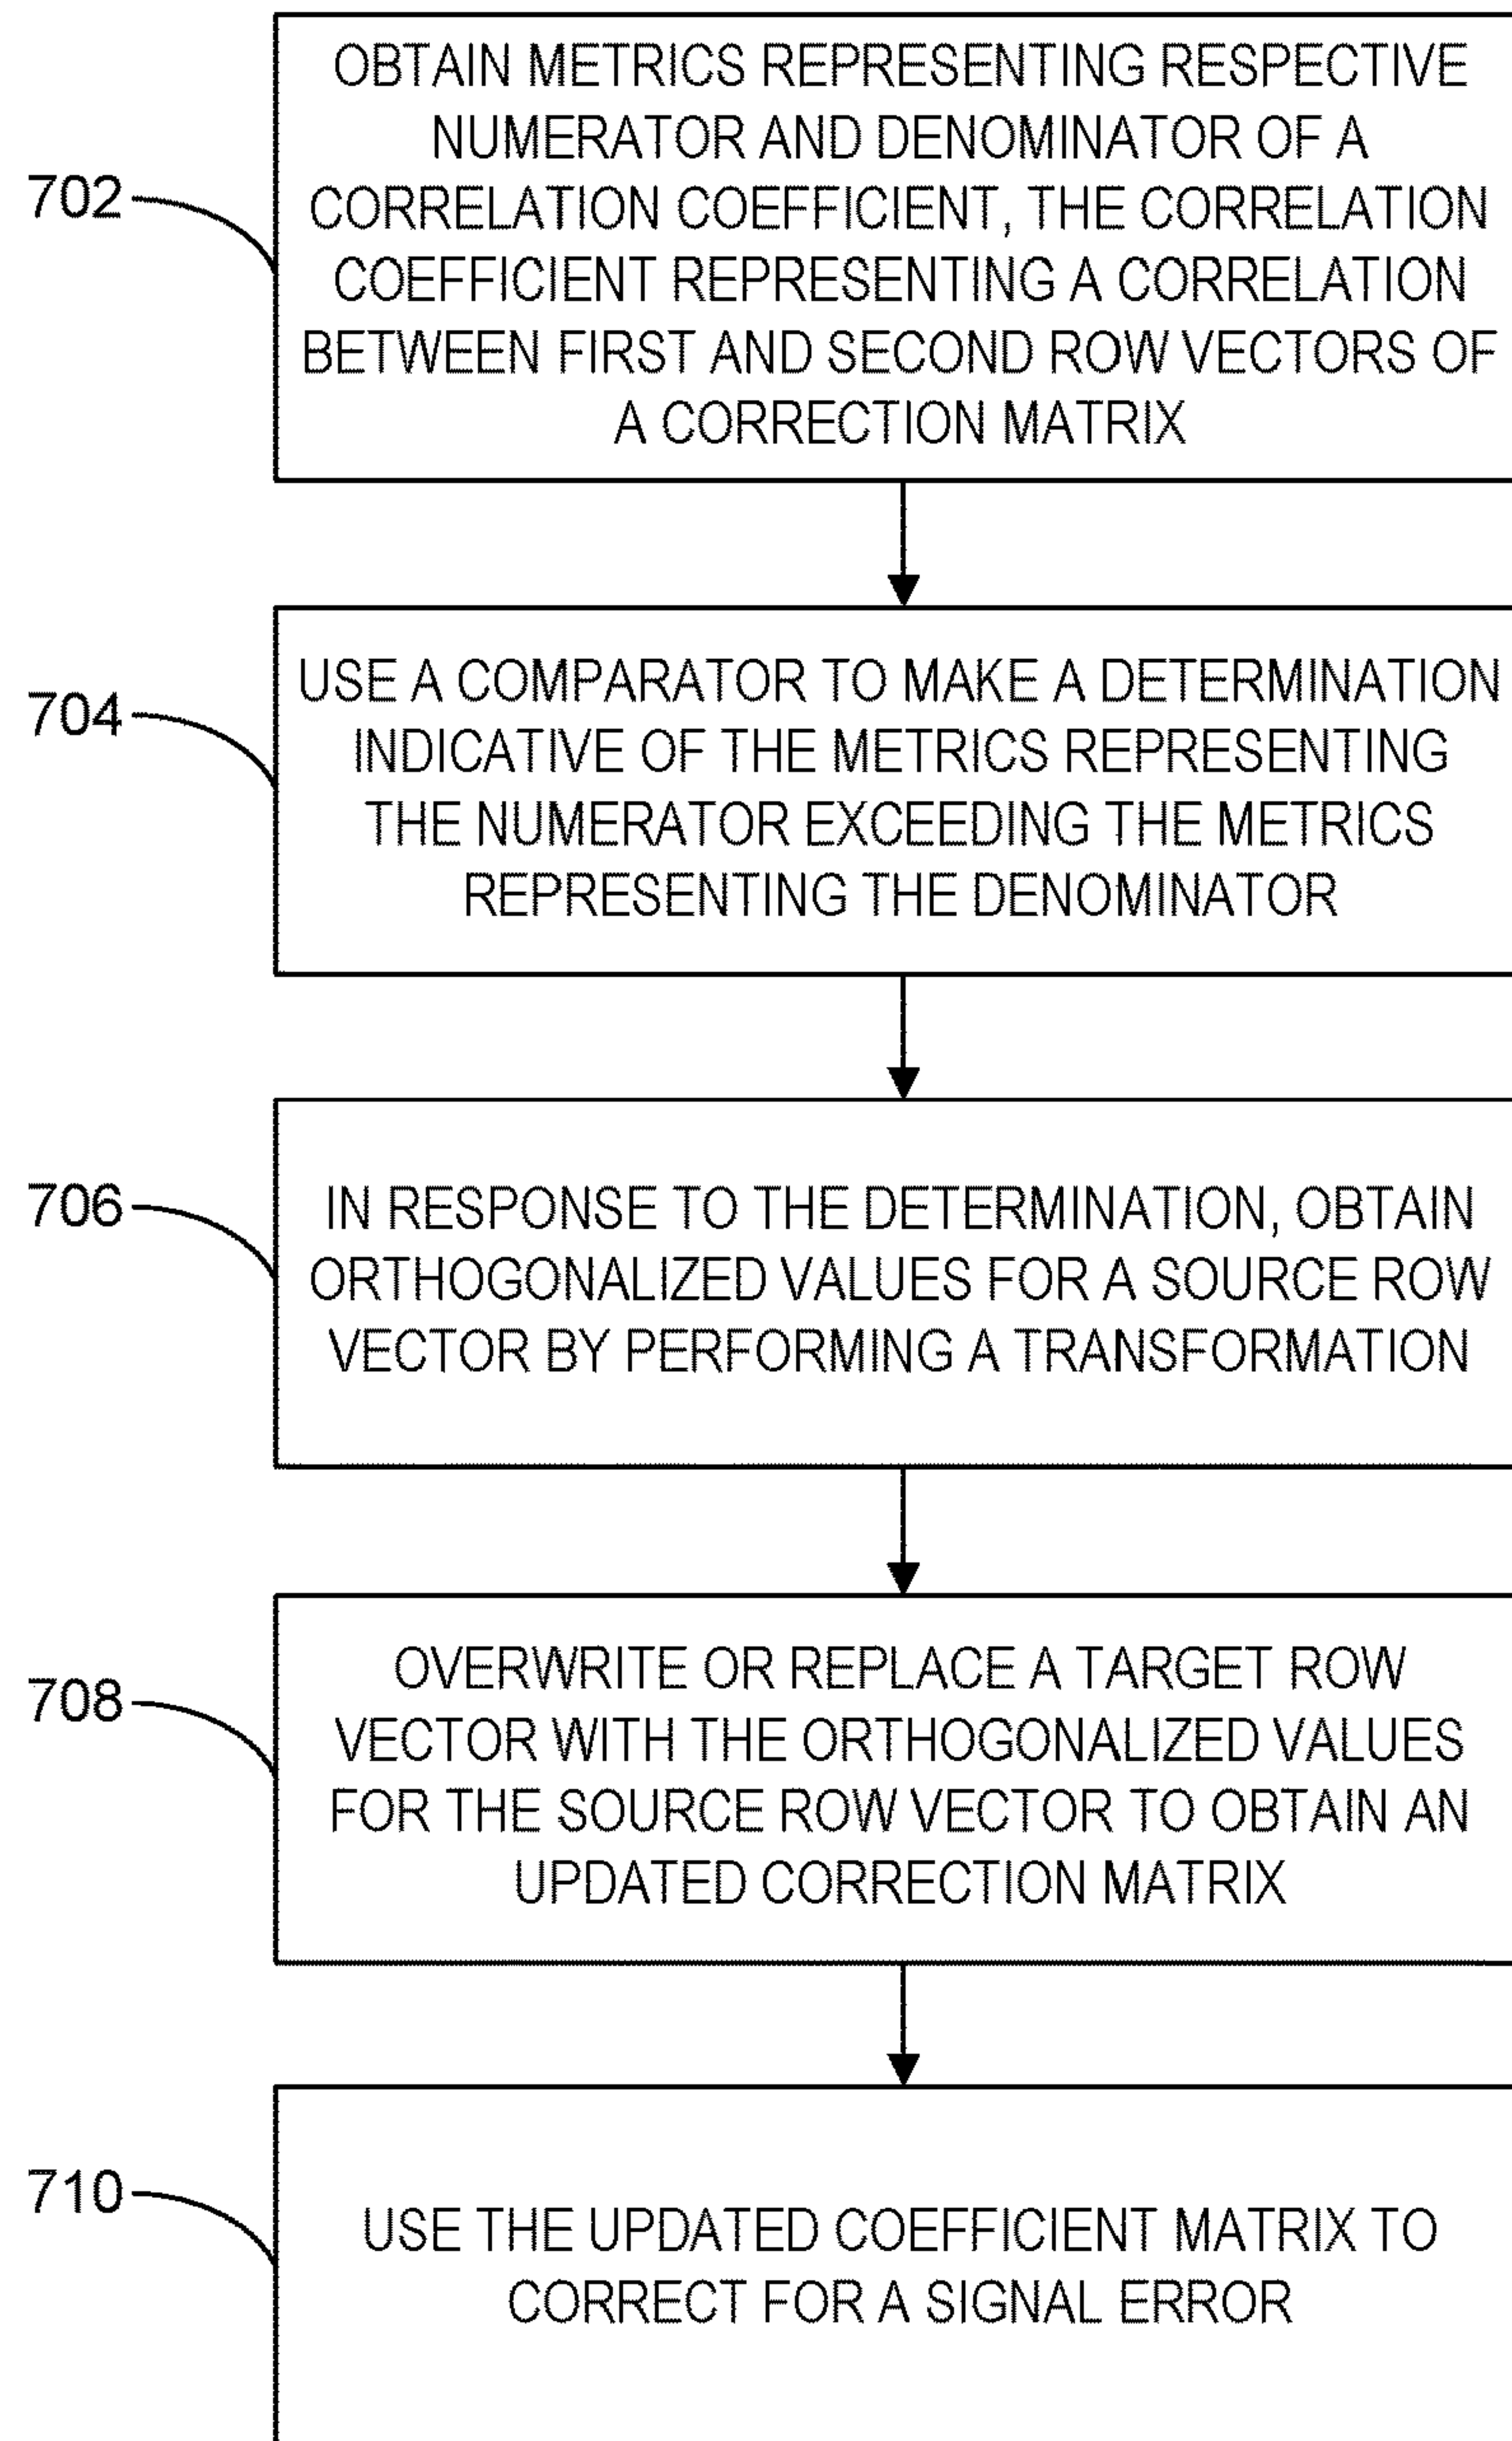 702
OBTAIN METRICS REPRESENTING RESPECTIVE
NUMERATOR AND DENOMINATOR OF A
CORRELATION COEFFICIENT, THE CORRELATION
COEFFICIENT REPRESENTING A CORRELATION
BETWEEN FIRST AND SECOND ROW VECTORS OF
A CORRECTION MATRIX
704
USE A COMPARATOR TO MAKE A DETERMINATION
INDICATIVE OF THE METRICS REPRESENTING
THE NUMERATOR EXCEEDING THE METRICS
REPRESENTING THE DENOMINATOR
706
IN RESPONSE TO THE DETERMINATION, OBTAIN
ORTHOGONALIZED VALUES FOR A SOURCE ROW
VECTOR BY PERFORMING A TRANSFORMATION
708
OVERWRITE OR REPLACE A TARGET ROW
VECTOR WITH THE ORTHOGONALIZED VALUES
FOR THE SOURCE ROW VECTOR TO OBTAIN AN
UPDATED CORRECTION MATRIX
710
USE THE UPDATED COEFFICIENT MATRIX TO
CORRECT FOR A SIGNAL ERROR